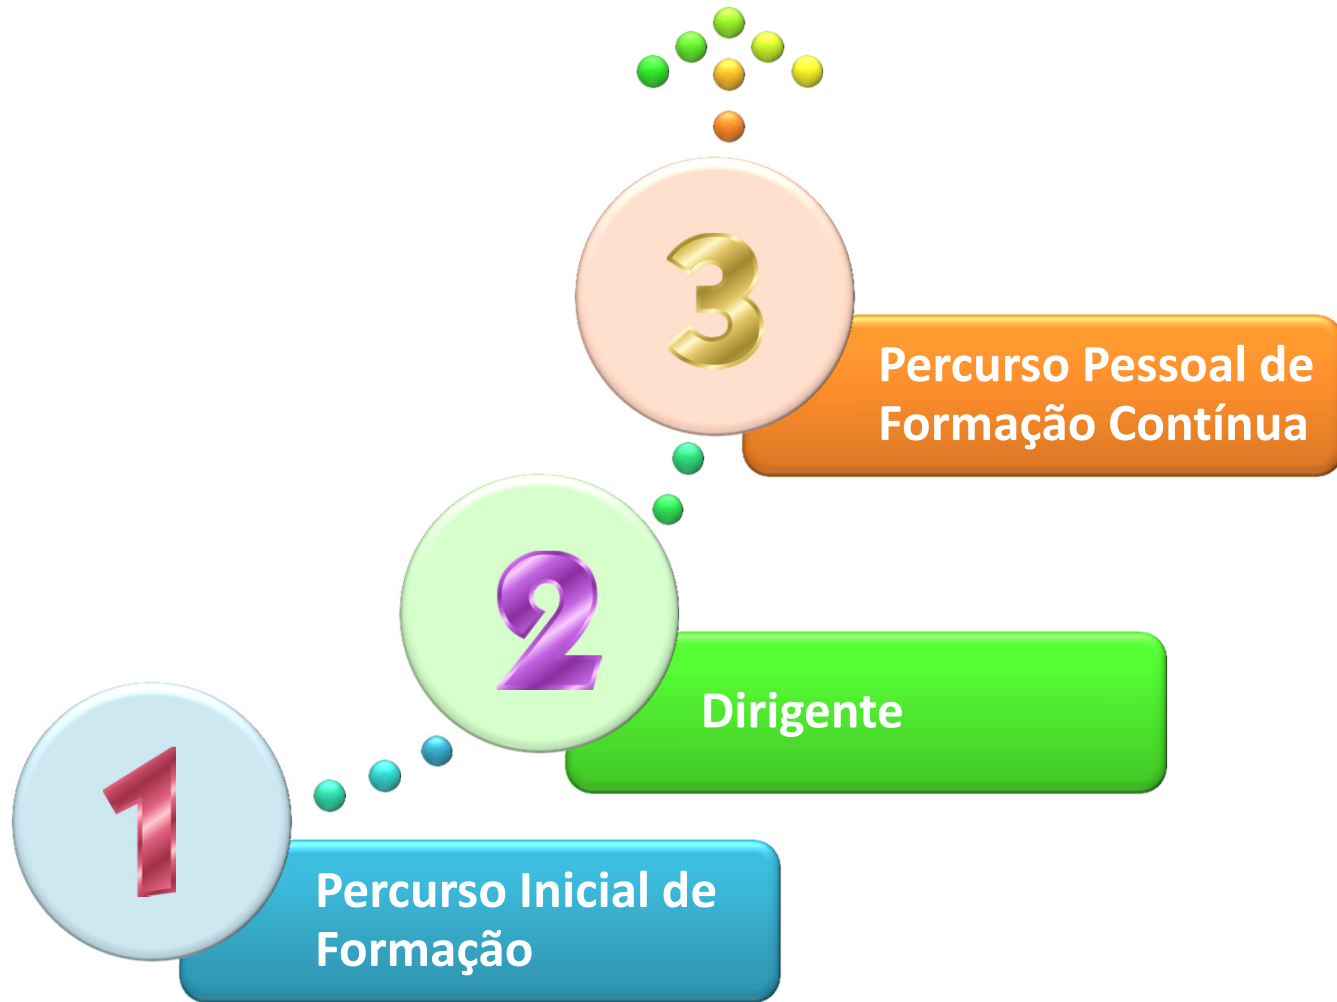 3
Percurso Pessoal de
Formação Contínua
2
Dirigente
1
Percurso Inicial de
Formação